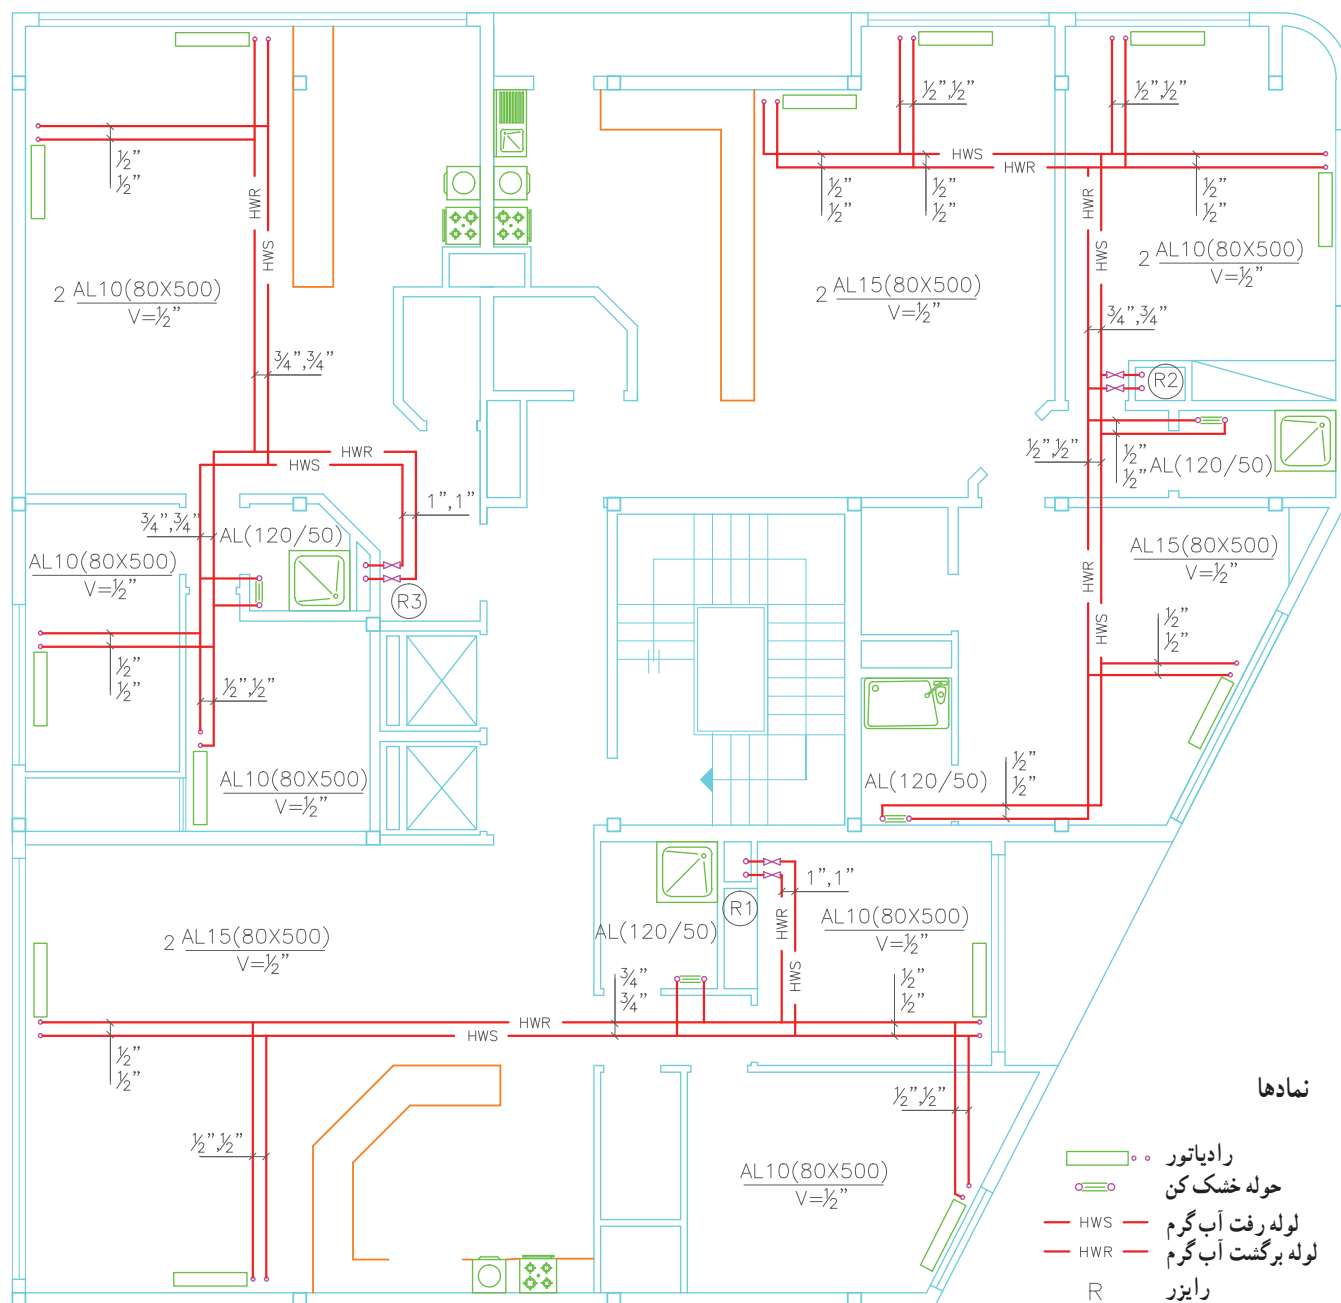 ½",½"
½",½"
½"
½"
HWR
HWS
2 AL10(80X500)
V=½"
¾",¾"
HWS
HWR
½"
½"
½"
½"
½"
½"
HWR
HWS
2 AL15(80X500)
V=½"
2 AL10(80X500)
V=½"
¾",¾"
R2
½",½"
½"
½"
AL(120/50)
HWR
HWS
1",1"
¾",¾"
AL(120/50)
AL10(80X500)
V=½"
R3
½"
½"
½",½"
AL10(80X500)
V=½"
AL15(80X500)
V=½"
HWR
HWS
½"
½"
AL(120/50)
½"
½"
1",1"
R1
HWR
HWS
AL(120/50)
AL10(80X500)
V=½"
2 AL15(80X500)
V=½"
¾"
¾"
½"
½"
HWR
HWS
½"
½"
½",½"
½",½"
AL10(80X500)
V=½"
نمادها
رادیاتور
حوله خشک کن
HWS لوله رفت آب گرم
HWR لوله برگشت آب گرم
R رایزر